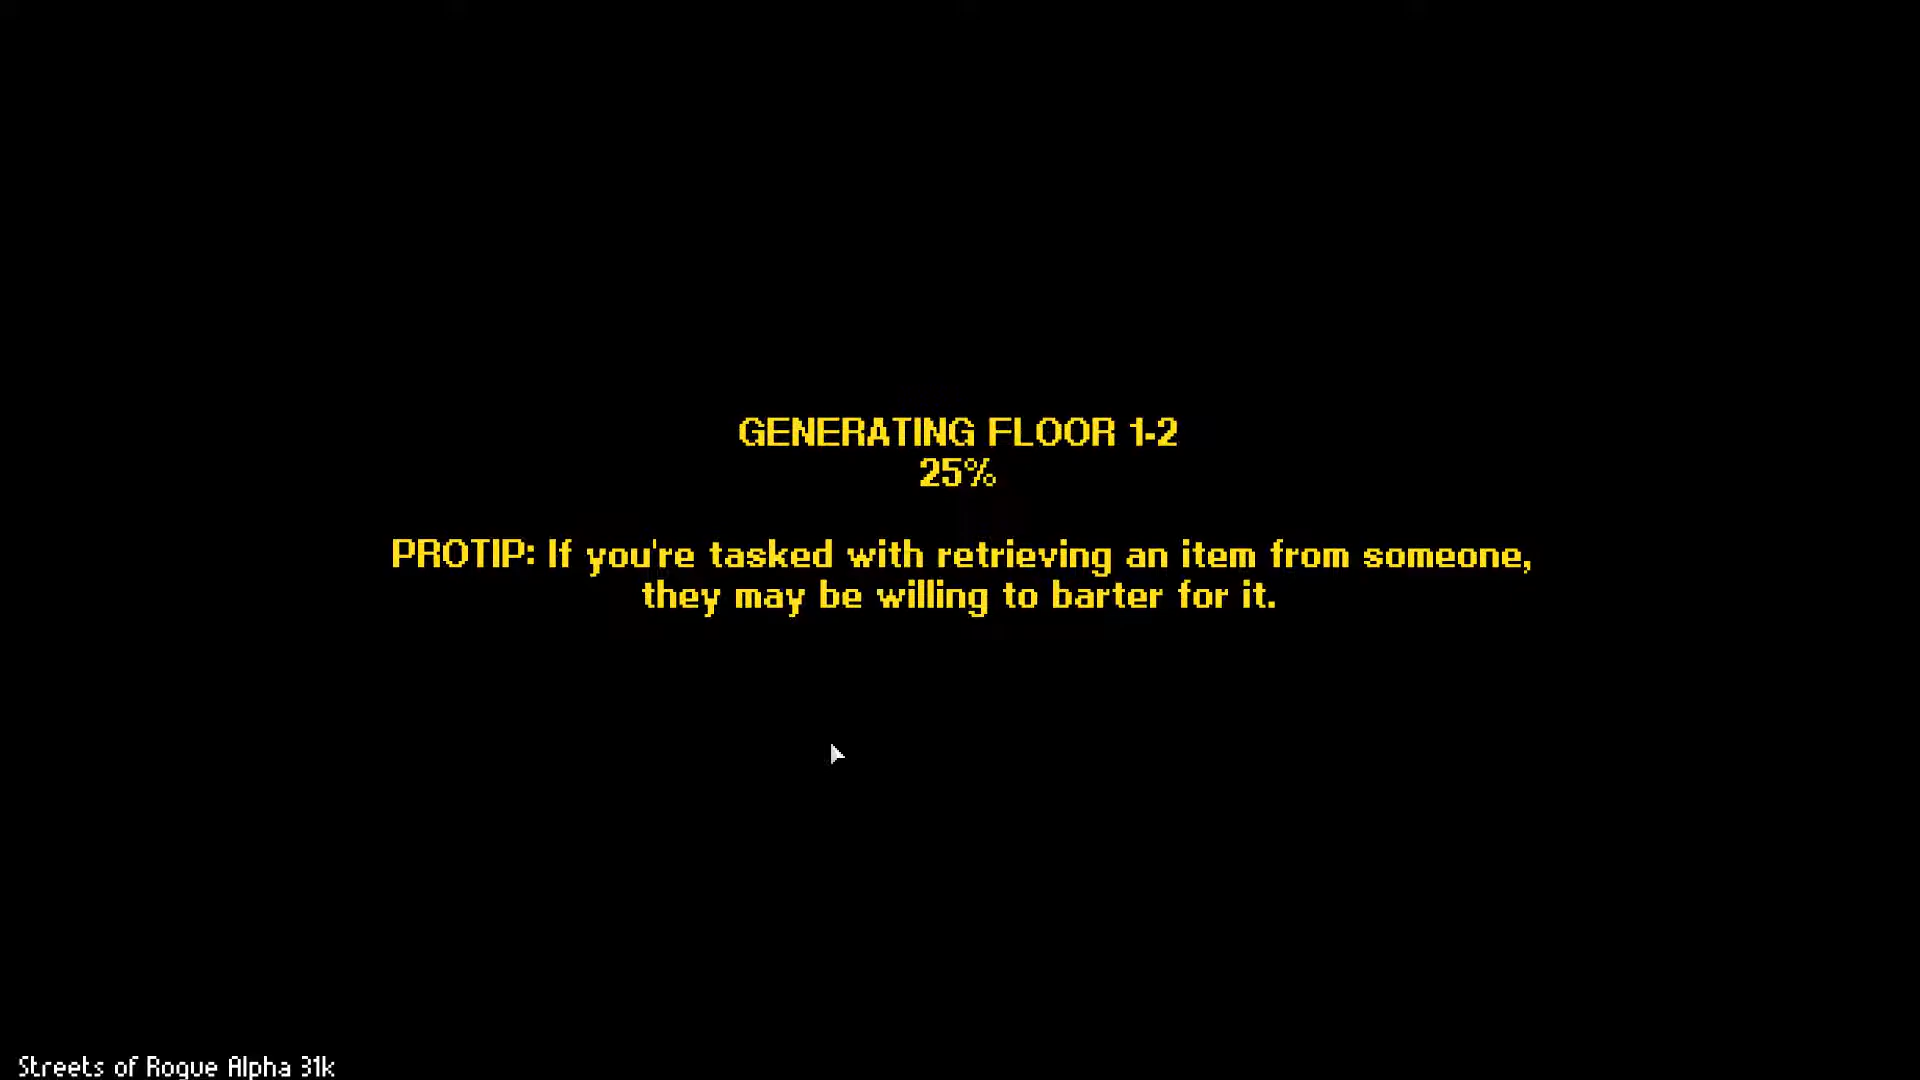 GENERATING FLOOR 1-2
25%
PROTIP: If you're tasked with retrieving an item from someone,
they may be willing to barter for it.
Streets of Rogue Alpha 31k